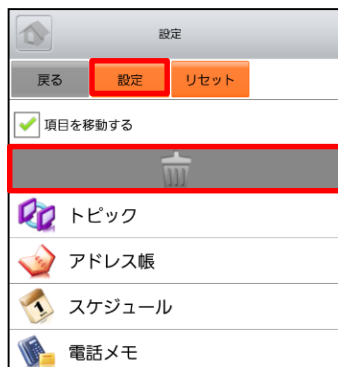 設定
戻る 設定 リセット
項目を移動する
トピック
アドレス帳
1 スケジュール
電話メモ